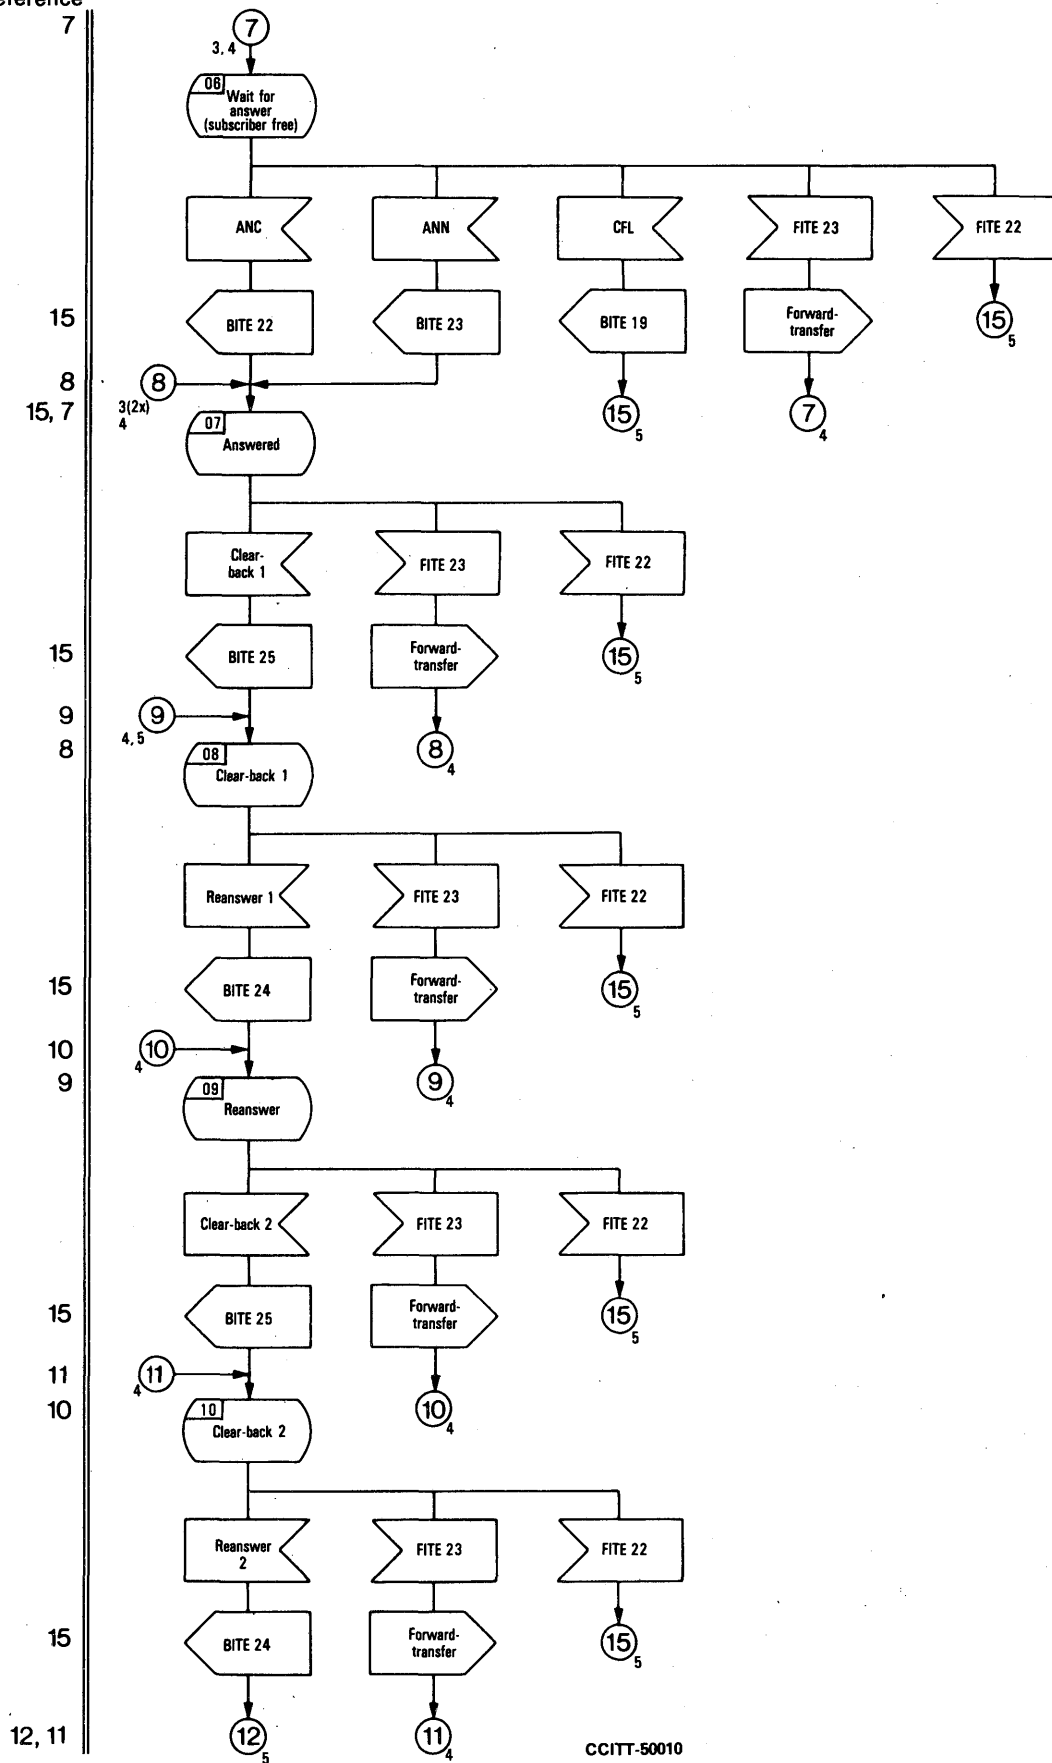 7
7
3, 4
06
Wait for
answer
(subscriber free)
ANC
ANN
CFL
FITE 23
FITE 22
15
BITE 22
BITE 23
BITE 19
Forward-
transfer
15
5
8
8
15, 7
3(2x)
4
07
Answered
15
5
7
4
Clear-
back 1
FITE 23
FITE 22
15
BITE 25
Forward-
transfer
15
5
9
9
4, 5
8
08
Clear-back 1
8
4
Reanswer 1
FITE 23
FITE 22
15
BITE 24
Forward-
transfer
15
5
10
10
4
9
09
Reanswer
9
4
Clear-back 2
FITE 23
FITE 22
15
BITE 25
Forward-
transfer
15
5
11
11
4
10
10
Clear-back 2
10
4
Reanswer
2
FITE 23
FITE 22
15
BITE 24
Forward-
transfer
15
5
12, 11
12
5
11
4
CCITT-50010